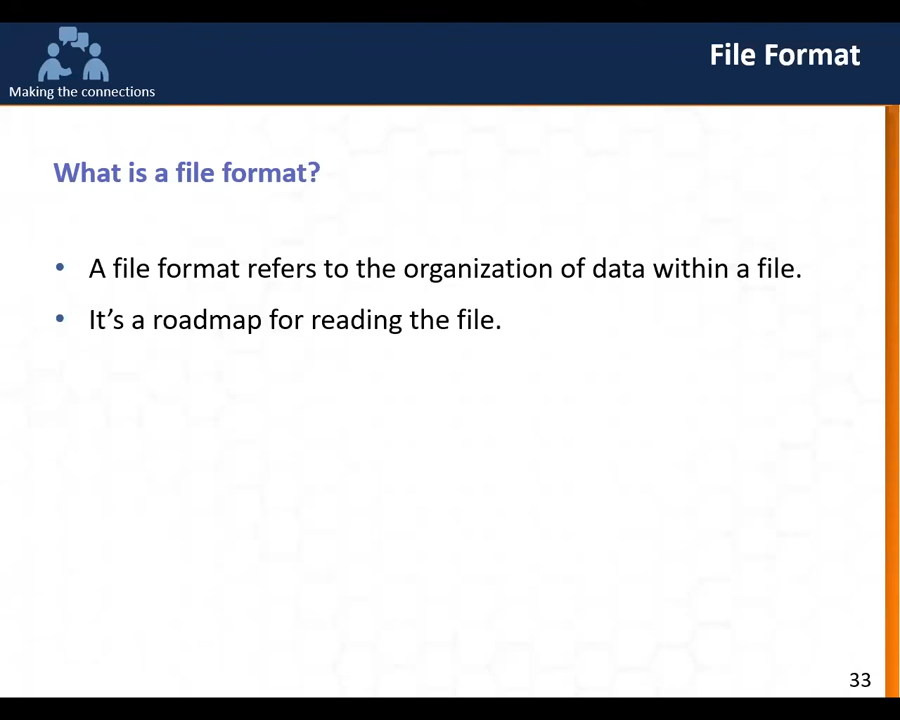 File Format
Making the connections
What is a file format?
• A file format refers to the organization of data within a file.
• It’s a roadmap for reading the file.
33